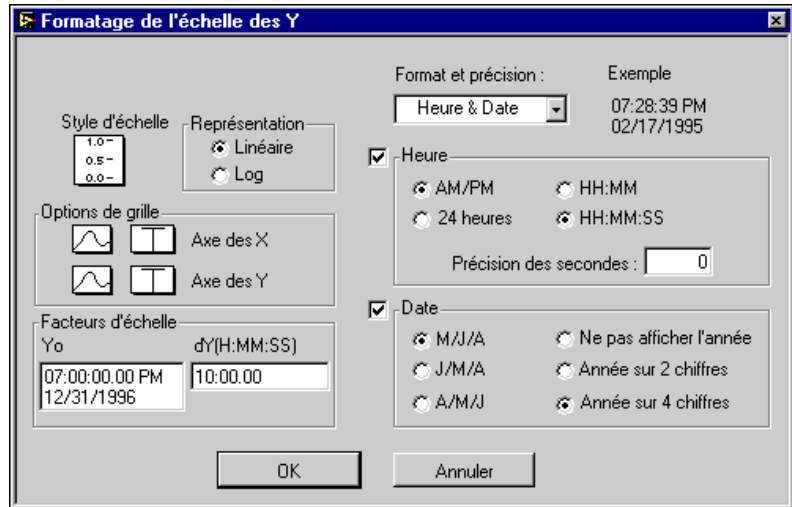 Formatage de l'échelle des Y
Format et précision :
Exemple
Heure & Date
07:28:39 PM
02/17/1995
Style d'échelle
1.0
0.5
0.0
Représentation
Linéaire
Log
Heure
AM/PM
HH:MM
24 heures
HH:MM:SS
Précision des secondes :
0
Options de grille
Axe des X
Axe des Y
Facteurs d'échelle
Yo
dY(H:MM:SS)
07:00:00.00 PM
12/31/1996
10:00.00
Date
M/J/A
Ne pas afficher l'année
J/M/A
Année sur 2 chiffres
A/M/J
Année sur 4 chiffres
OK
Annuler